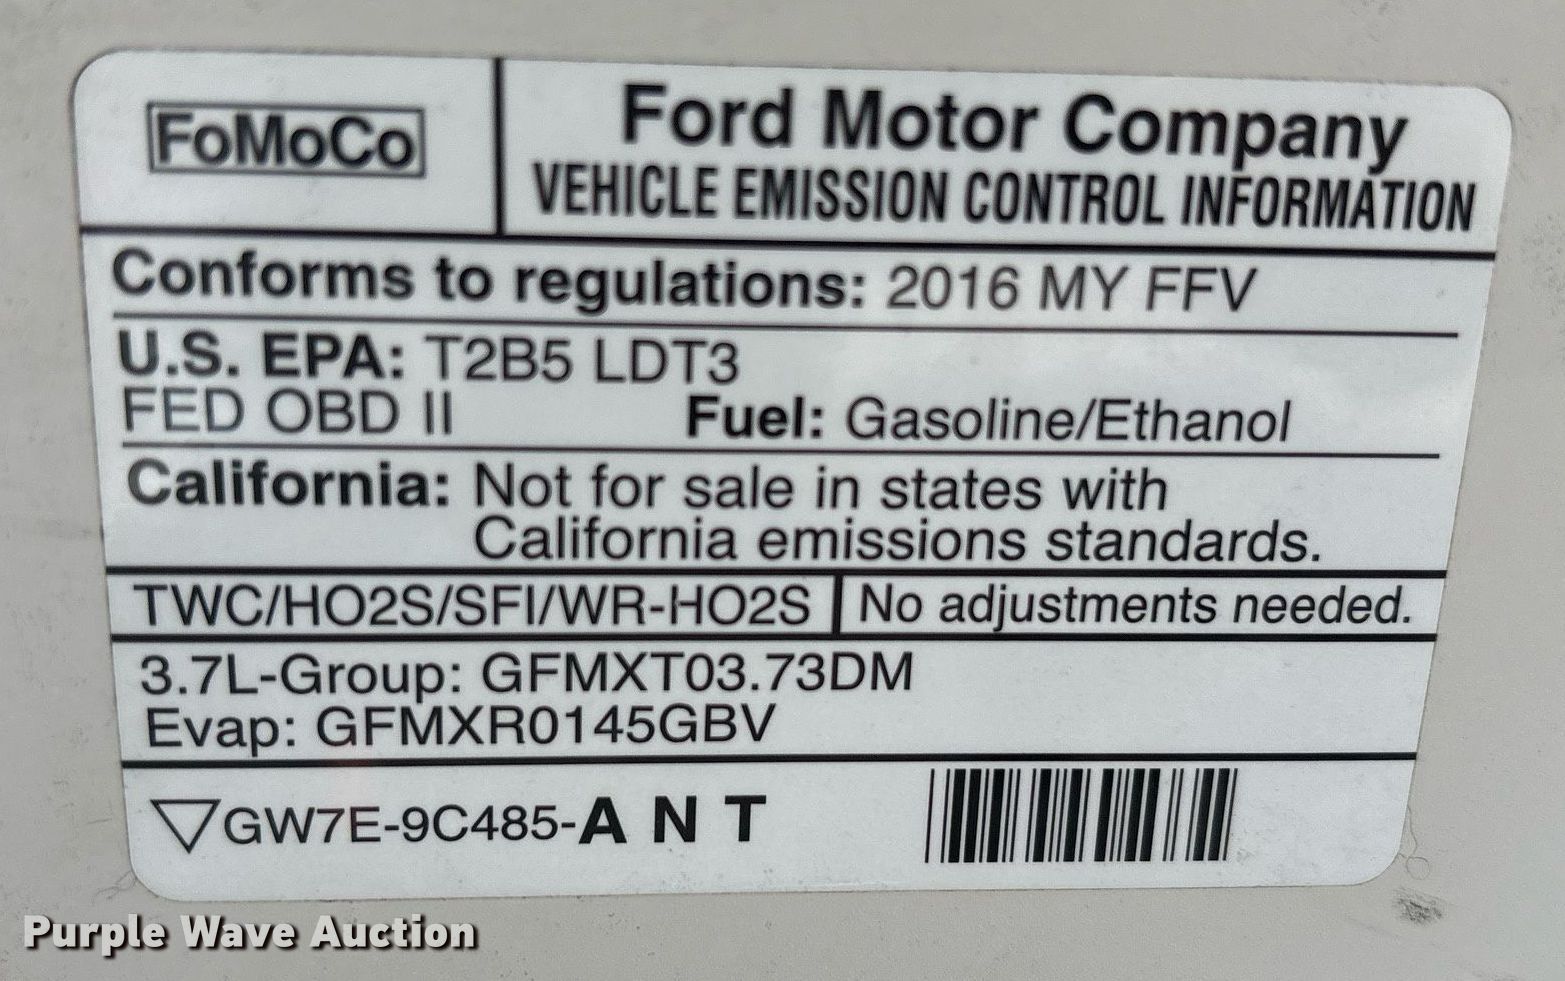 FoMoCo
Ford Motor Company
VEHICLE EMISSION CONTROL INFORMATION
Conforms to regulations: 2016 MY FFV
U.S. EPA: T2B5 LDT3
FED OBD II Fuel: Gasoline/Ethanol
California: Not for sale in states with
California emissions standards.
TWC/HO2S/SFI/WR-HO2S No adjustments needed.
3.7L-Group: GFMXT03.73DM
Evap: GFMXR0145GBV
GW7E-9C485-A N T
Purple Wave Auction